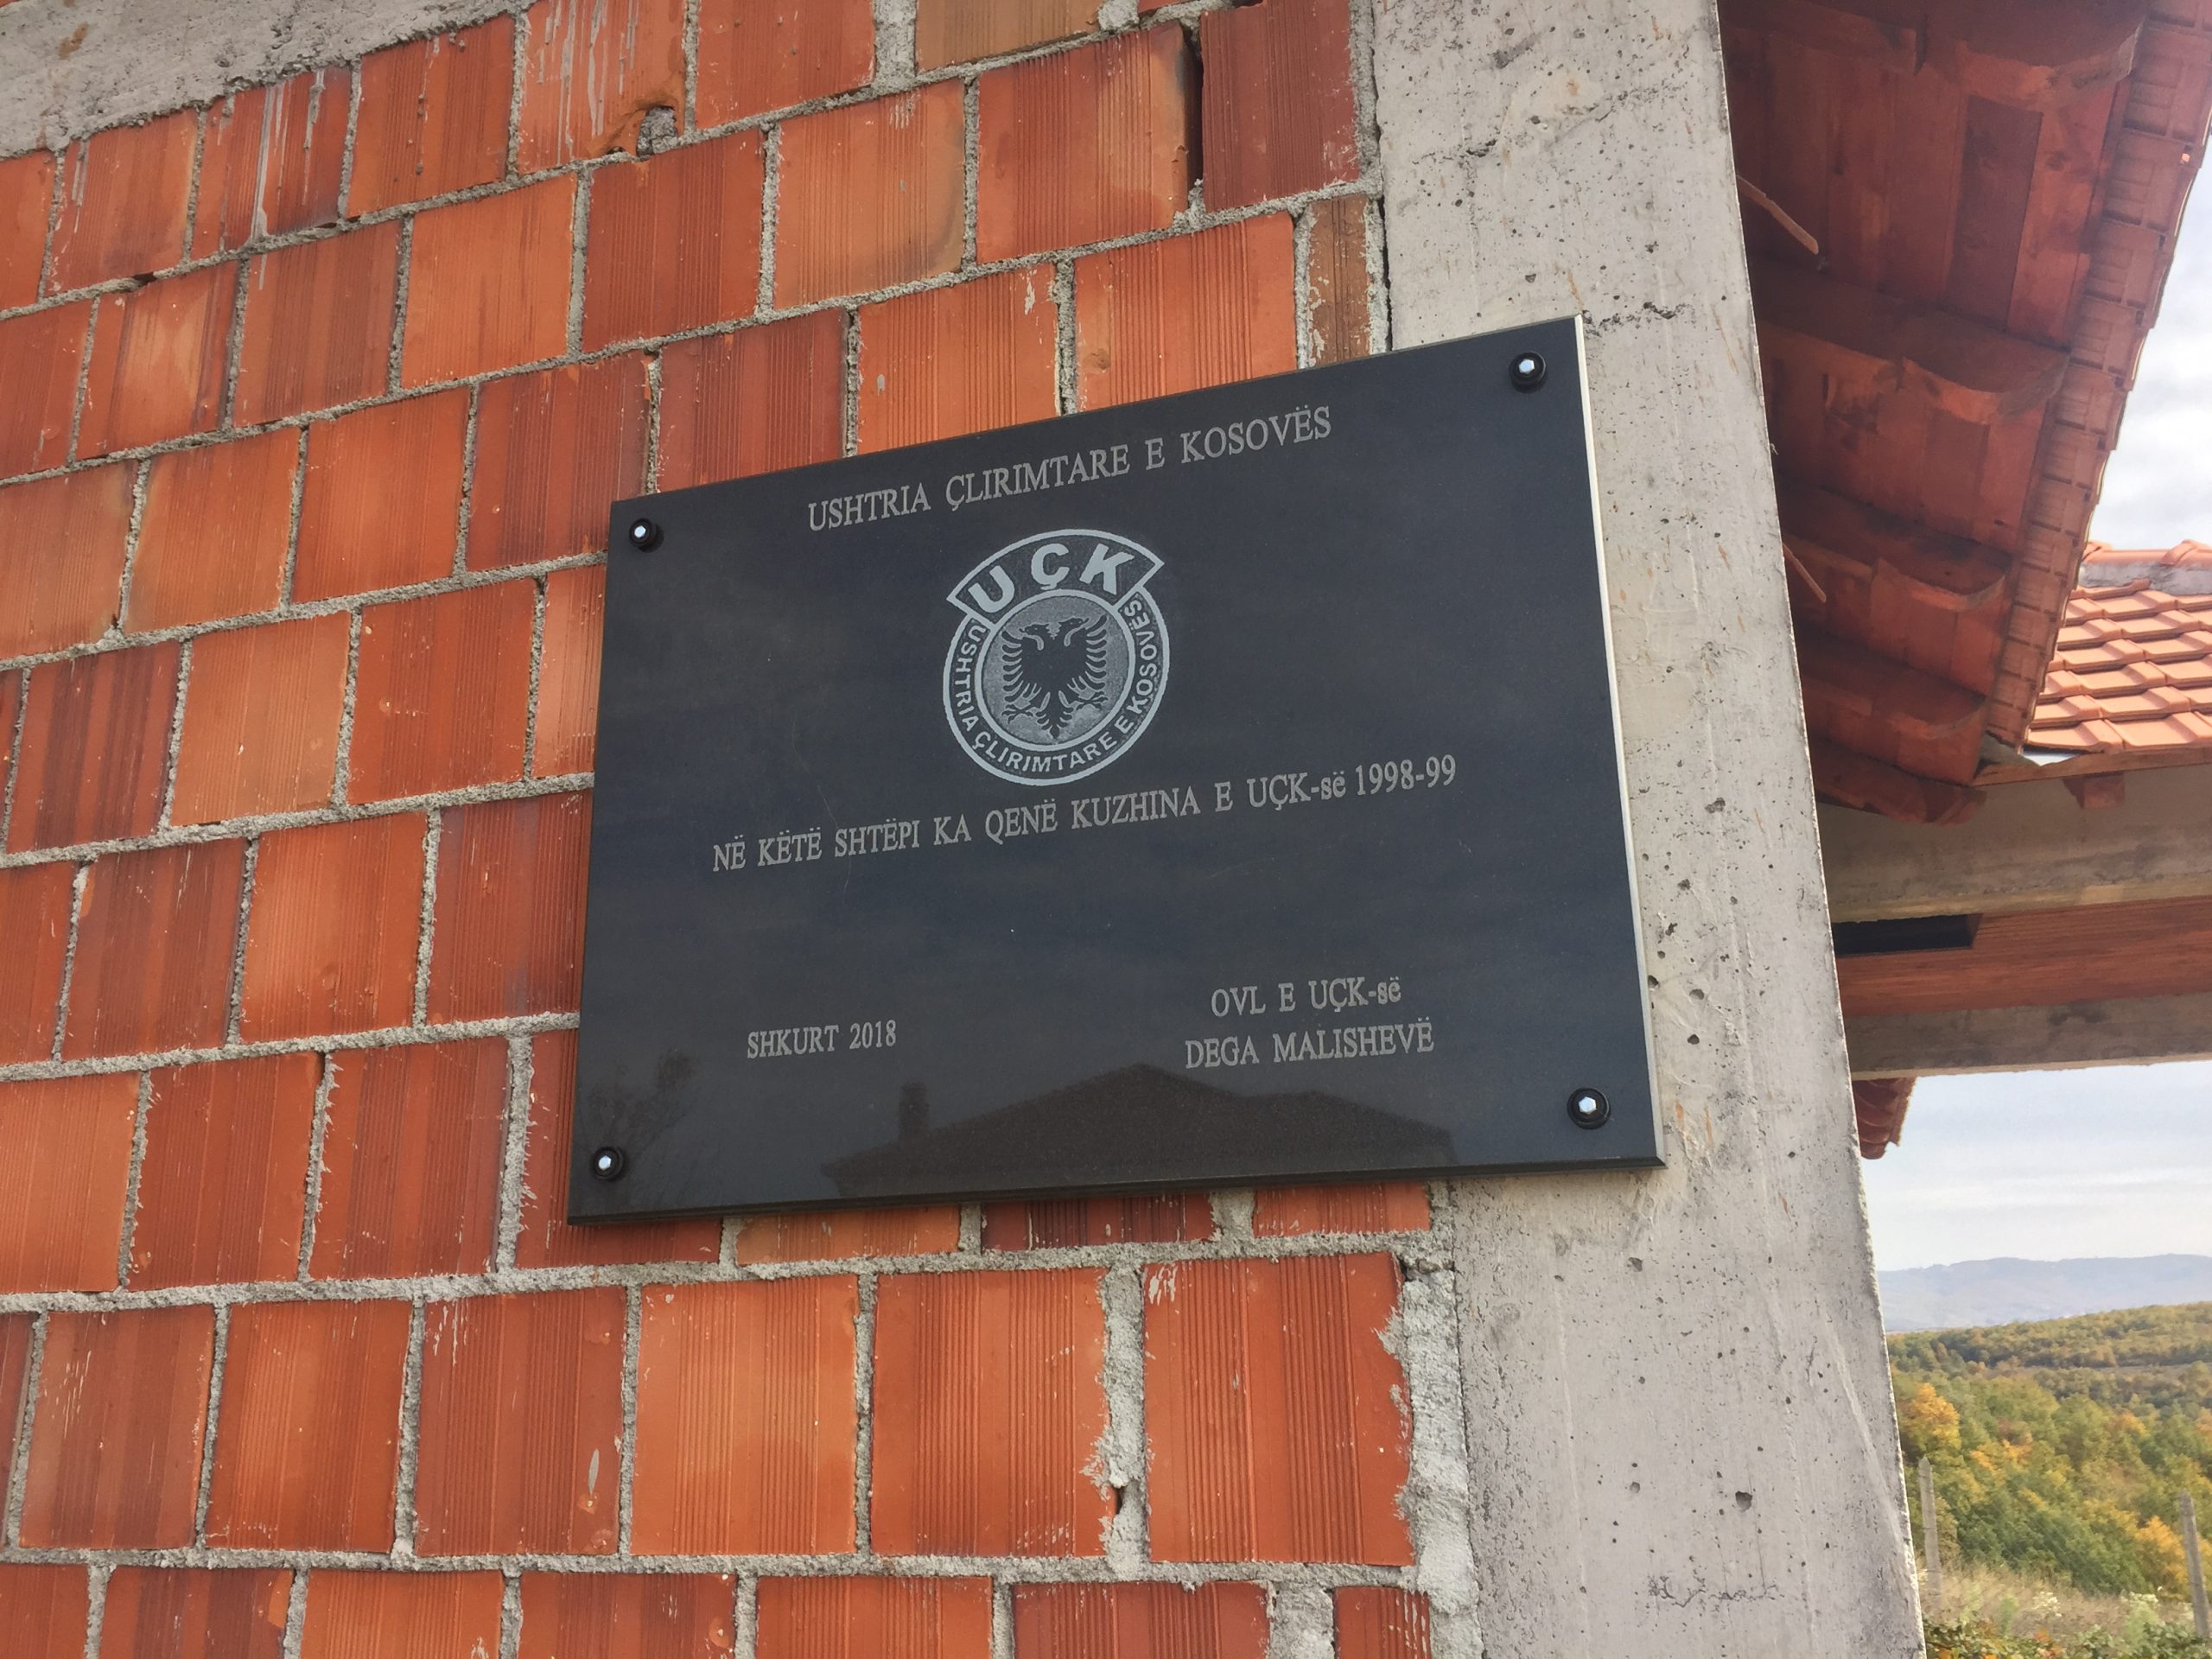 USHTRIA ÇLIRIMTARE E KOSOVËS
UÇK
USHTRIA ÇLIRIMTARE E KOSOVËS
NË KËTË SHTËPI KA QENË KUZHINA E UÇK-së 1998-99
SHKURT 2018
OVL E UÇK-së
DEGA MALISHEVË